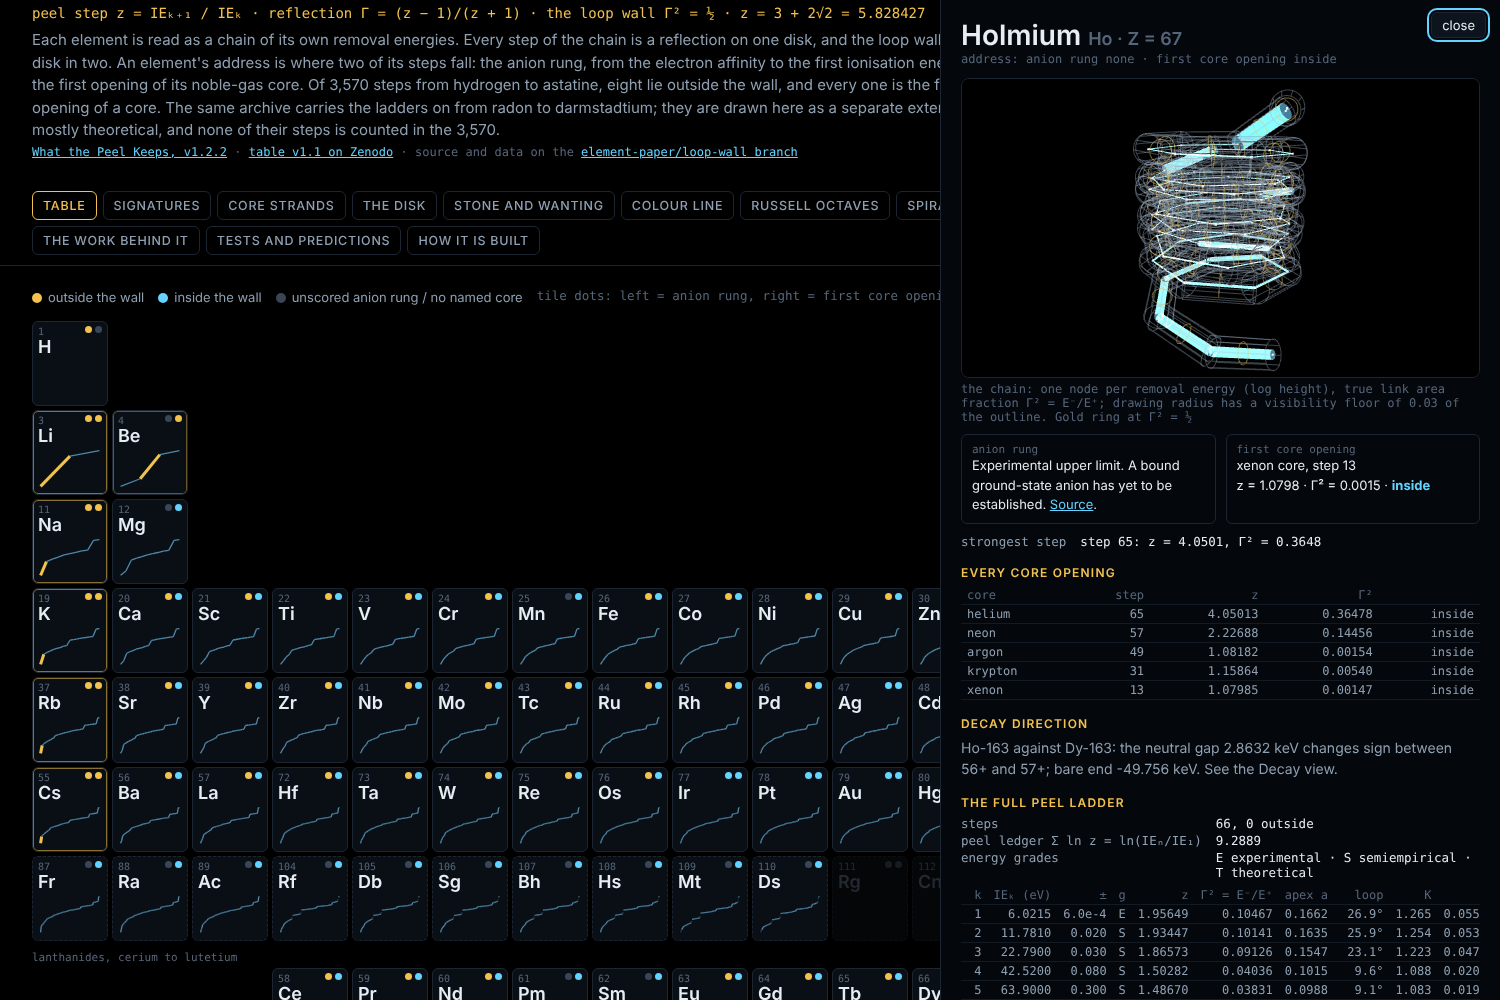 peel step z = IEₖ₊₁ / IEₖ · reflection Γ = (z − 1)/(z + 1) · the loop wall Γ² = ½ · z = 3 + 2√2 = 5.828427
Each element is read as a chain of its own removal energies. Every step of the chain is a reflection on one disk, and the loop wall
disk in two. An element's address is where two of its steps fall: the anion rung, from the electron affinity to the first ionisation
the first opening of its noble-gas core. Of 3,570 steps from hydrogen to astatine, eight lie outside the wall, and every one is the
opening of a core. The same archive carries the ladders on from radon to darmstadtium; they are drawn here as a separate
mostly theoretical, and none of their steps is counted in the 3,570.
What the Peel Keeps, v1.2.2 · table v1.1 on Zenodo · source and data on the element-paper/loop-wall branch
TABLE SIGNATURES CORE STRANDS THE DISK STONE AND WANTING COLOUR LINE RUSSELL OCTAVES
THE WORK BEHIND IT TESTS AND PREDICTIONS HOW IT IS BUILT
outside the wall inside the wall unscored anion rung / no named core tile dots: left = anion rung, right = first core
1
H
3 4
Li Be
11 12
Na Mg
19 20 21 22 23 24 25 26 27 28 29 30
K Ca Sc Ti V Cr Mn Fe Co Ni Cu Zn
37 38 39 40 41 42 43 44 45 46 47 48
Rb Sr Y Zr Nb Mo Tc Ru Rh Pd Ag Cd
55 56 57 72 73 74 75 76 77 78 79 80
Cs Ba La Hf Ta W Re Os Ir Pt Au Hg
87 88 89 104 105 106 107 108 109 110 111 112
Fr Ra Ac Rf Db Sg Bh Hs Mt Ds Rg Cn
lanthanides, cerium to lutetium
58 59 60 61 62 63 64 65 66
Ce Pr Nd Pm Sm Eu Gd Tb Dy
close
Holmium Ho · Z = 67
address: anion rung none · first core opening inside
the chain: one node per removal energy (log height), true link area
fraction Γ² = E⁻/E⁺; drawing radius has a visibility floor of 0.03 of
the outline. Gold ring at Γ² = ½
anion rung
Experimental upper limit. A bound
ground-state anion has yet to be
established. Source.
first core opening
xenon core, step 13
z = 1.0798 · Γ² = 0.0015 · inside
strongest step step 65: z = 4.0501, Γ² = 0.3648
EVERY CORE OPENING
core step z Γ²
helium 65 4.05013 0.36478 inside
neon 57 2.22688 0.14456 inside
argon 49 1.08182 0.00154 inside
krypton 31 1.15864 0.00540 inside
xenon 13 1.07985 0.00147 inside
DECAY DIRECTION
Ho-163 against Dy-163: the neutral gap 2.8632 keV changes sign between
56+ and 57+; bare end -49.756 keV. See the Decay view.
THE FULL PEEL LADDER
steps 66, 0 outside
peel ledger Σ ln z = ln(IEₙ/IE₁) 9.2889
energy grades E experimental · S semiempirical ·
T theoretical
k IEₖ (eV) ± g z Γ² = E⁻/E⁺ apex a loop K
1 6.0215 6.0e-4 E 1.95649 0.10467 0.1662 26.9° 1.265 0.055
2 11.7810 0.020 S 1.93447 0.10141 0.1635 25.9° 1.254 0.053
3 22.7900 0.030 S 1.86573 0.09126 0.1547 23.1° 1.223 0.047
4 42.5200 0.080 S 1.50282 0.04036 0.1015 9.6° 1.088 0.020
5 63.9000 0.300 S 1.48670 0.03831 0.0988 9.1° 1.083 0.019